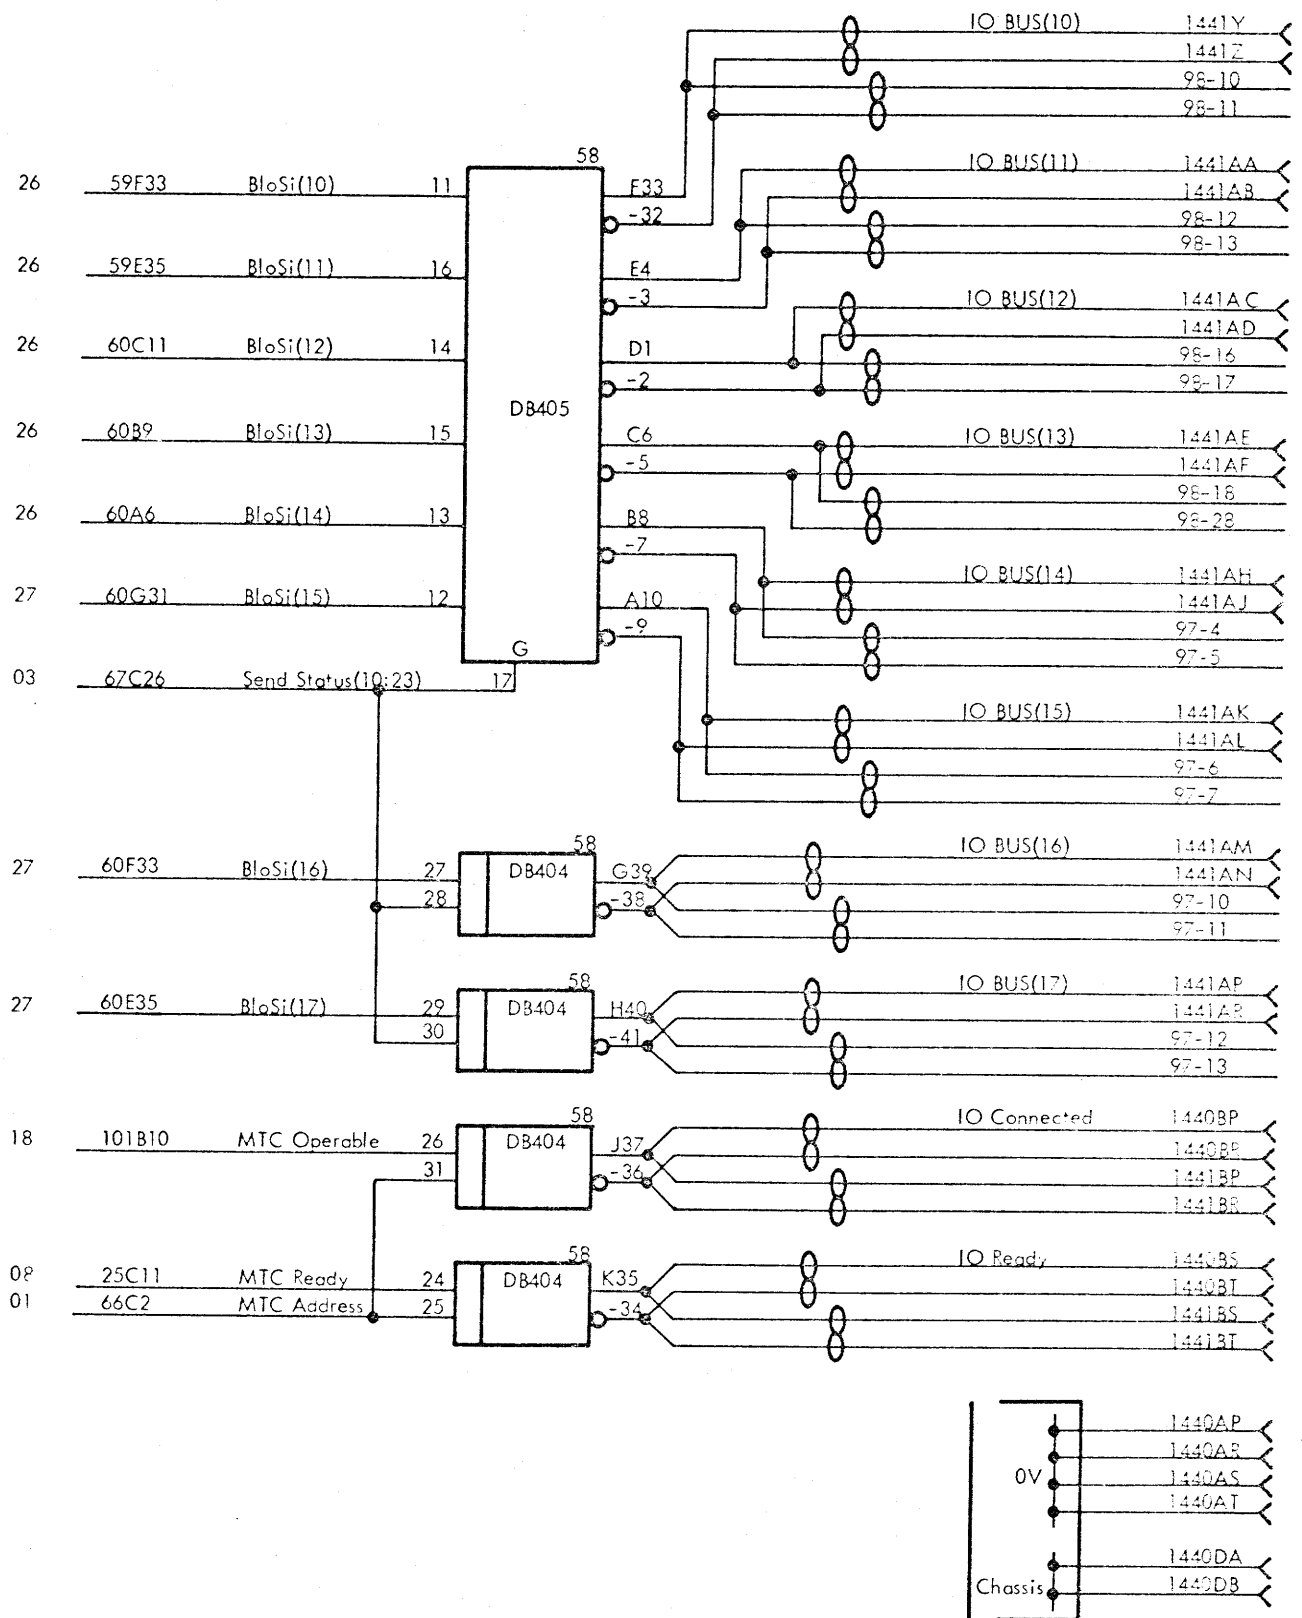 IO BUS(10) 1441Y
1441Z
98-10
98-11
58
26 59F33 BloSi(10) 11 F33
-32
IO BUS(11) 1441AA
1441AB
98-12
98-13
26 59E35 BloSi(11) 16 E4
-3
IO BUS(12) 1441AC
1441AD
98-16
98-17
26 60C11 BloSi(12) 14 D1
-2
DB405
26 60B9 BloSi(13) 15 C6
-5
IO BUS(13) 1441AE
1441AF
98-18
98-28
26 60A6 BloSi(14) 13 B8
-7
IO BUS(14) 1441AH
1441AJ
97-4
97-5
27 60G31 BloSi(15) 12 A10
-9
G
03 67C26 Send Status(10:23) 17
IO BUS(15) 1441AK
1441AL
97-6
97-7
58
27 60F33 BloSi(16) 27 DB404 G39
28 -38
IO BUS(16) 1441AM
1441AN
97-10
97-11
58
27 60E35 BloSi(17) 29 DB404 H40
30 -41
IO BUS(17) 1441AP
1441AR
97-12
97-13
58
18 101B10 MTC Operable 26 DB404 J37
31 -36
IO Connected 1440BP
1440BR
1441BP
1441BR
58
08 25C11 MTC Ready 24 DB404 K35
01 66C2 MTC Address 25 -34
IO Ready 1440BS
1440BT
1441BS
1441BT
1440AP
1440AR
0V 1440AS
1440AT
1440DA
Chassis 1440DB